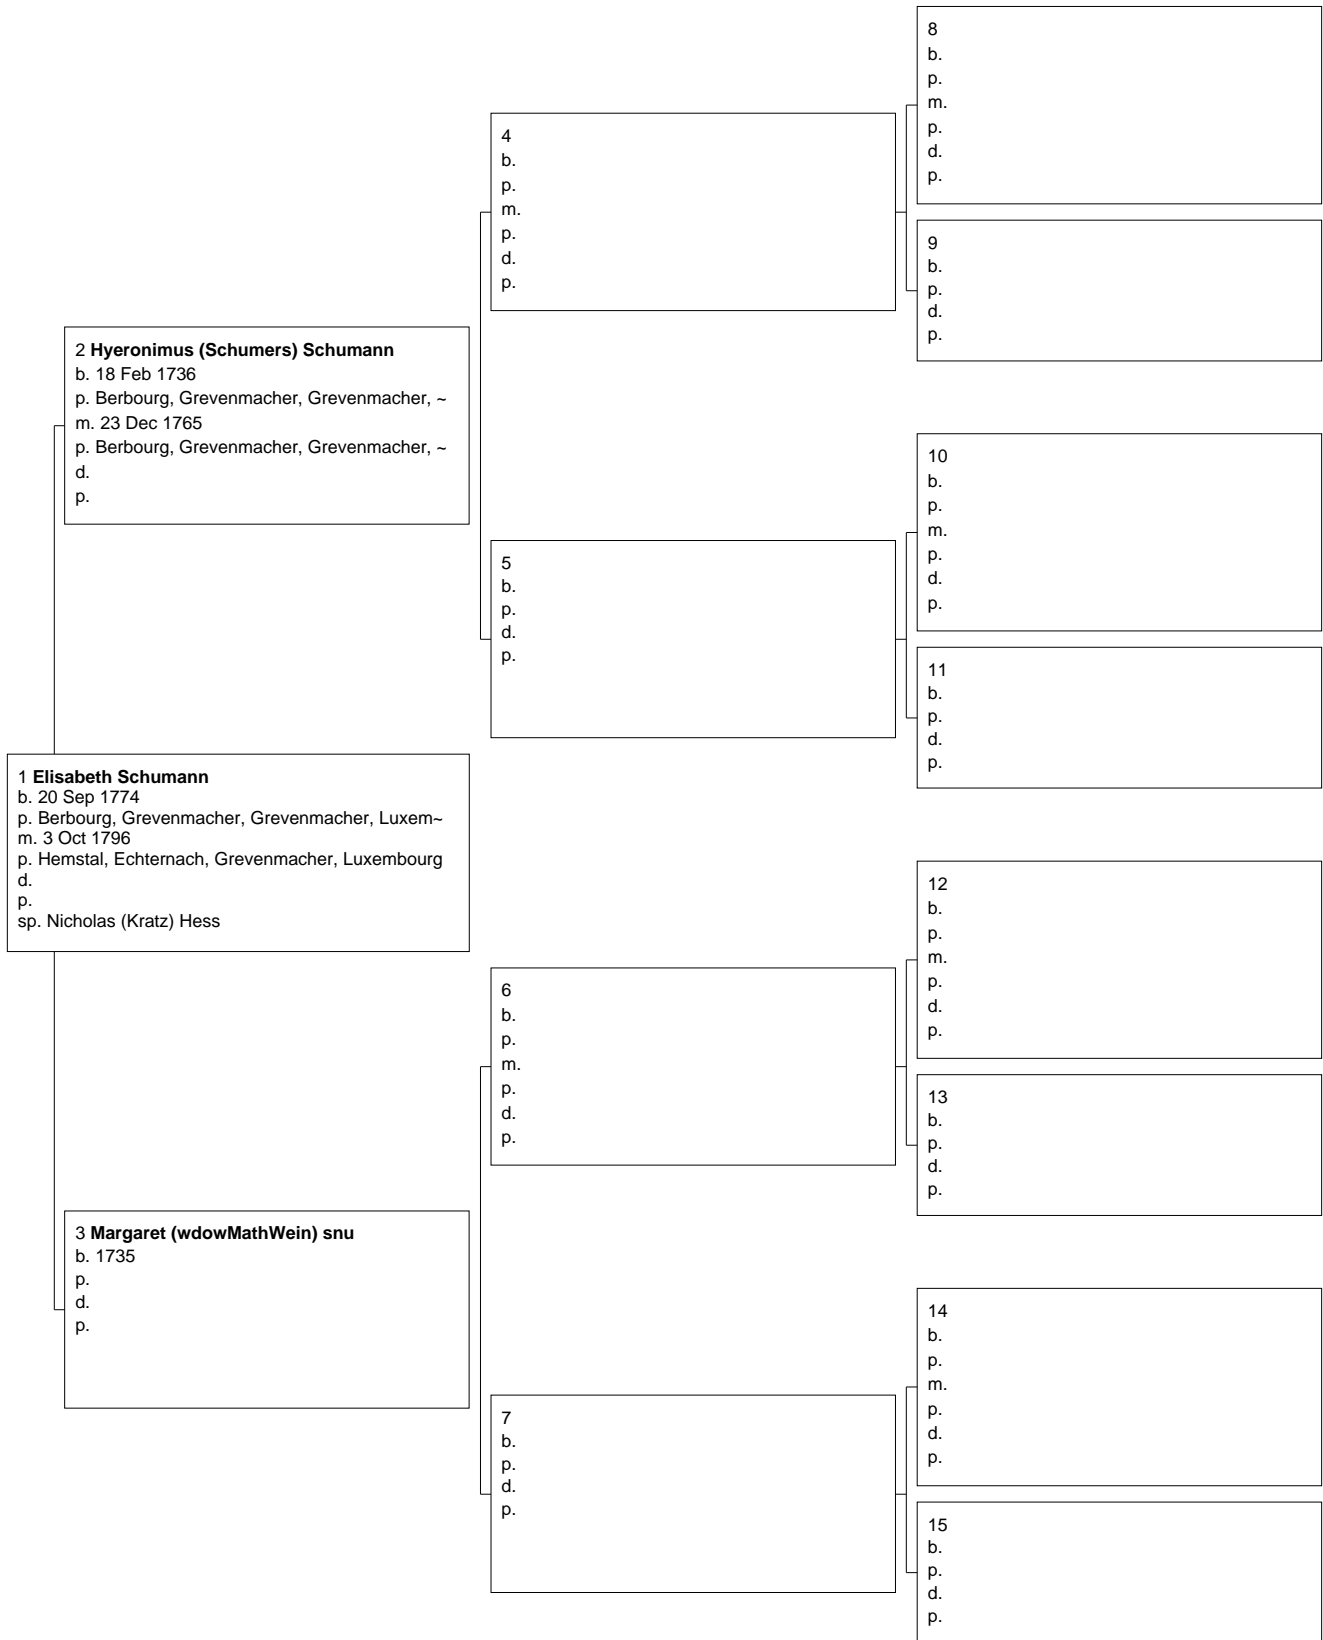 8
b.
p.
m.
p.
d.
p.
4
b.
p.
m.
p.
d.
p.
9
b.
p.
d.
p.
2 Hyeronimus (Schumers) Schumann
b. 18 Feb 1736
p. Berbourg, Grevenmacher, Grevenmacher, ~
m. 23 Dec 1765
p. Berbourg, Grevenmacher, Grevenmacher, ~
d.
p.
10
b.
p.
m.
p.
d.
p.
5
b.
p.
d.
p.
11
b.
p.
d.
p.
1 Elisabeth Schumann
b. 20 Sep 1774
p. Berbourg, Grevenmacher, Grevenmacher, Luxem~
m. 3 Oct 1796
p. Hemstal, Echternach, Grevenmacher, Luxembourg
d.
p.
sp. Nicholas (Kratz) Hess
12
b.
p.
m.
p.
d.
p.
6
b.
p.
m.
p.
d.
p.
13
b.
p.
d.
p.
3 Margaret (wdowMathWein) snu
b. 1735
p.
d.
p.
14
b.
p.
m.
p.
d.
p.
7
b.
p.
d.
p.
15
b.
p.
d.
p.